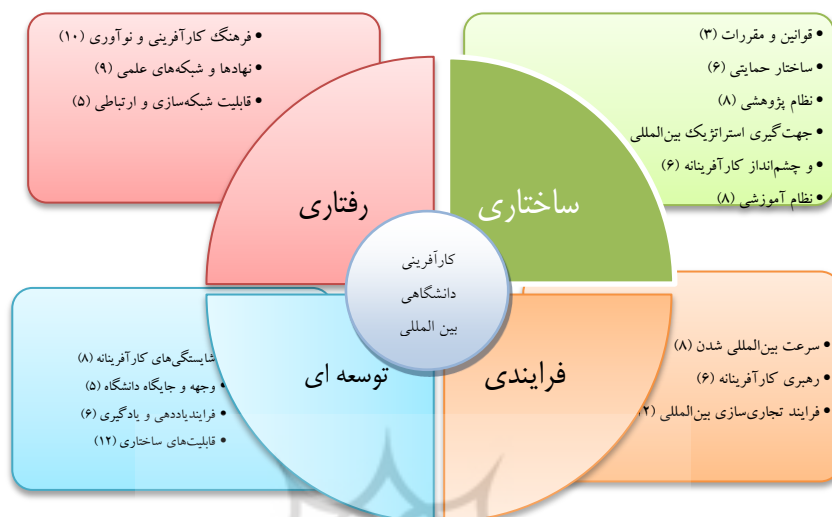 • قوانین و مقررات (۳)
• ساختار حمایتی (۶)
• نظام پژوهشی (۸)
• جهت‌گیری استراتژیک بین‌المللی
• و چشم‌انداز کارآفرینانه (۶)
• نظام آموزشی (۸)
• فرهنگ کارآفرینی و نوآوری (۱۰)
• نهادها و شبکه‌های علمی (۹)
• قابلیت شبکه‌سازی و ارتباطی (۵)
ساختاری
رفتاری
کارآفرینی
دانشگاهی
بین المللی
فرایندی
توسعه ای
• سرعت بین‌المللی شدن (۸)
• رهبری کارآفرینانه (۶)
• فرایند تجاری‌سازی بین‌المللی
شایستگی‌های کارآفرینانه (۸)
• وجهه و جایگاه دانشگاه (۵)
• فرایندیاددهی و یادگیری (۶)
• قابلیت‌های ساختاری (۱۲)